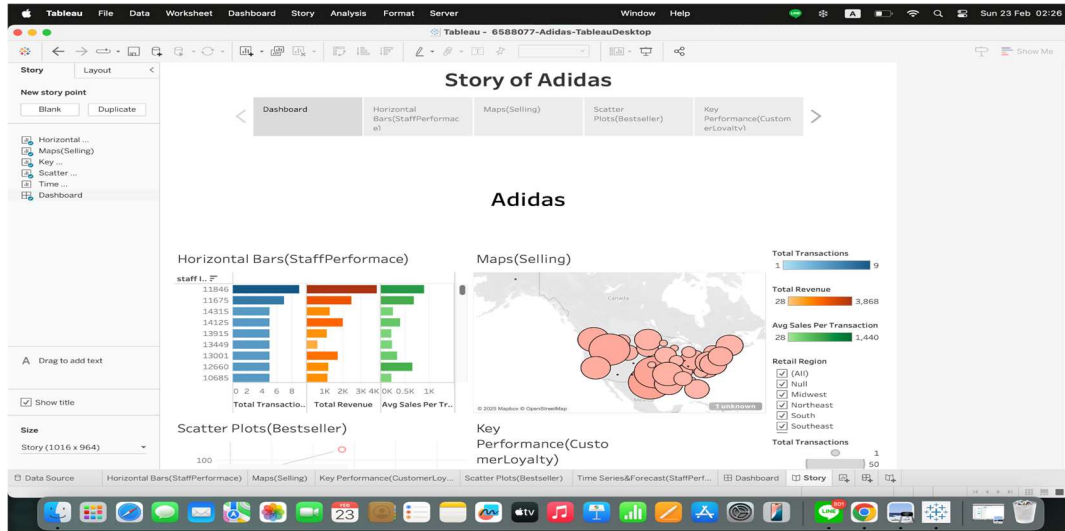 Tableau File Data Worksheet Dashboard Story Analysis Format Server Window Help A Sun 23 Feb 02:26
Tableau - 6588077-Adidas-TableauDesktop
Show Me
Story Layout <
New story point
Blank Duplicate
Horizontal ...
Maps(Selling)
Key ...
Scatter ...
Time ...
Dashboard
A Drag to add text
Show title
Size
Story (1016 x 964)
Story of Adidas
Dashboard
Horizontal
Bars(StaffPerformac
e)
Maps(Selling)
Scatter
Plots(Bestseller)
Key
Performance(Custom
erLoyalty)
Adidas
Horizontal Bars(StaffPerformace)
staff I..
11846
11675
14315
14125
13915
13449
13001
12660
10685
0 2 4 6 8 1K 2K 3K 4K 0K 0.5K 1K
Total Transactio.. Total Revenue Avg Sales Per Tr..
Maps(Selling)
Canada
Mexico
© 2025 Mapbox © OpenStreetMap
1 unknown
Total Transactions
1 9
Total Revenue
28 3,868
Avg Sales Per Transaction
28 1,440
Retail Region
(All)
Null
Midwest
Northeast
South
Southeast
Total Transactions
1
50
Scatter Plots(Bestseller)
100
Key
Performance(Custo
merLoyalty)
Data Source Horizontal Bars(StaffPerformace) Maps(Selling) Key Performance(CustomerLoy... Scatter Plots(Bestseller) Time Series&Forecast(StaffPerf... Dashboard Story
FEB
23
tv
LINE
801